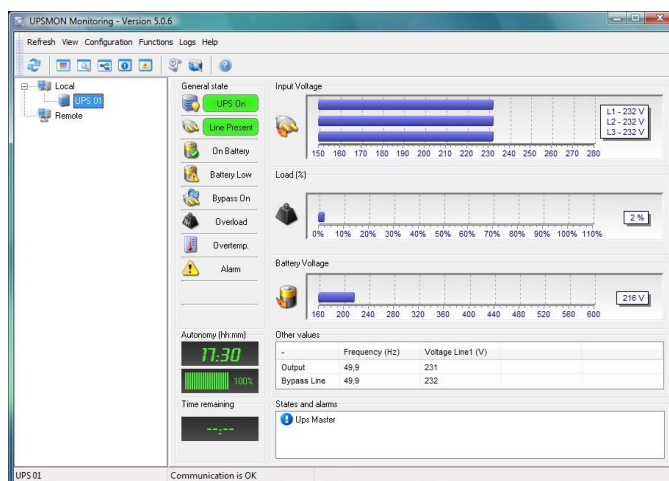 UPSMON Monitoring - Version 5.0.6
Refresh View Configuration Functions Logs Help
Local
UPS 01
Remote
General state
UPS On
Line Present
On Battery
Battery Low
Bypass On
Overload
Overtemp.
Alarm
Input Voltage
L1 - 232 V
L2 - 232 V
L3 - 232 V
150 160 170 180 190 200 210 220 230 240 250 260 270 280
Load (%)
2 %
0% 10% 20% 30% 40% 50% 60% 70% 80% 90% 100% 110%
Battery Voltage
216 V
160 200 240 280 320 360 400 440 480 520 560 600
Autonomy (hh:mm)
17:30
100%
Time remaining
--:--
Other values
- Frequency (Hz) Voltage Line1 (V)
Output 49,9 231
Bypass Line 49,9 232
States and alarms
Ups Master
UPS 01 Communication is OK